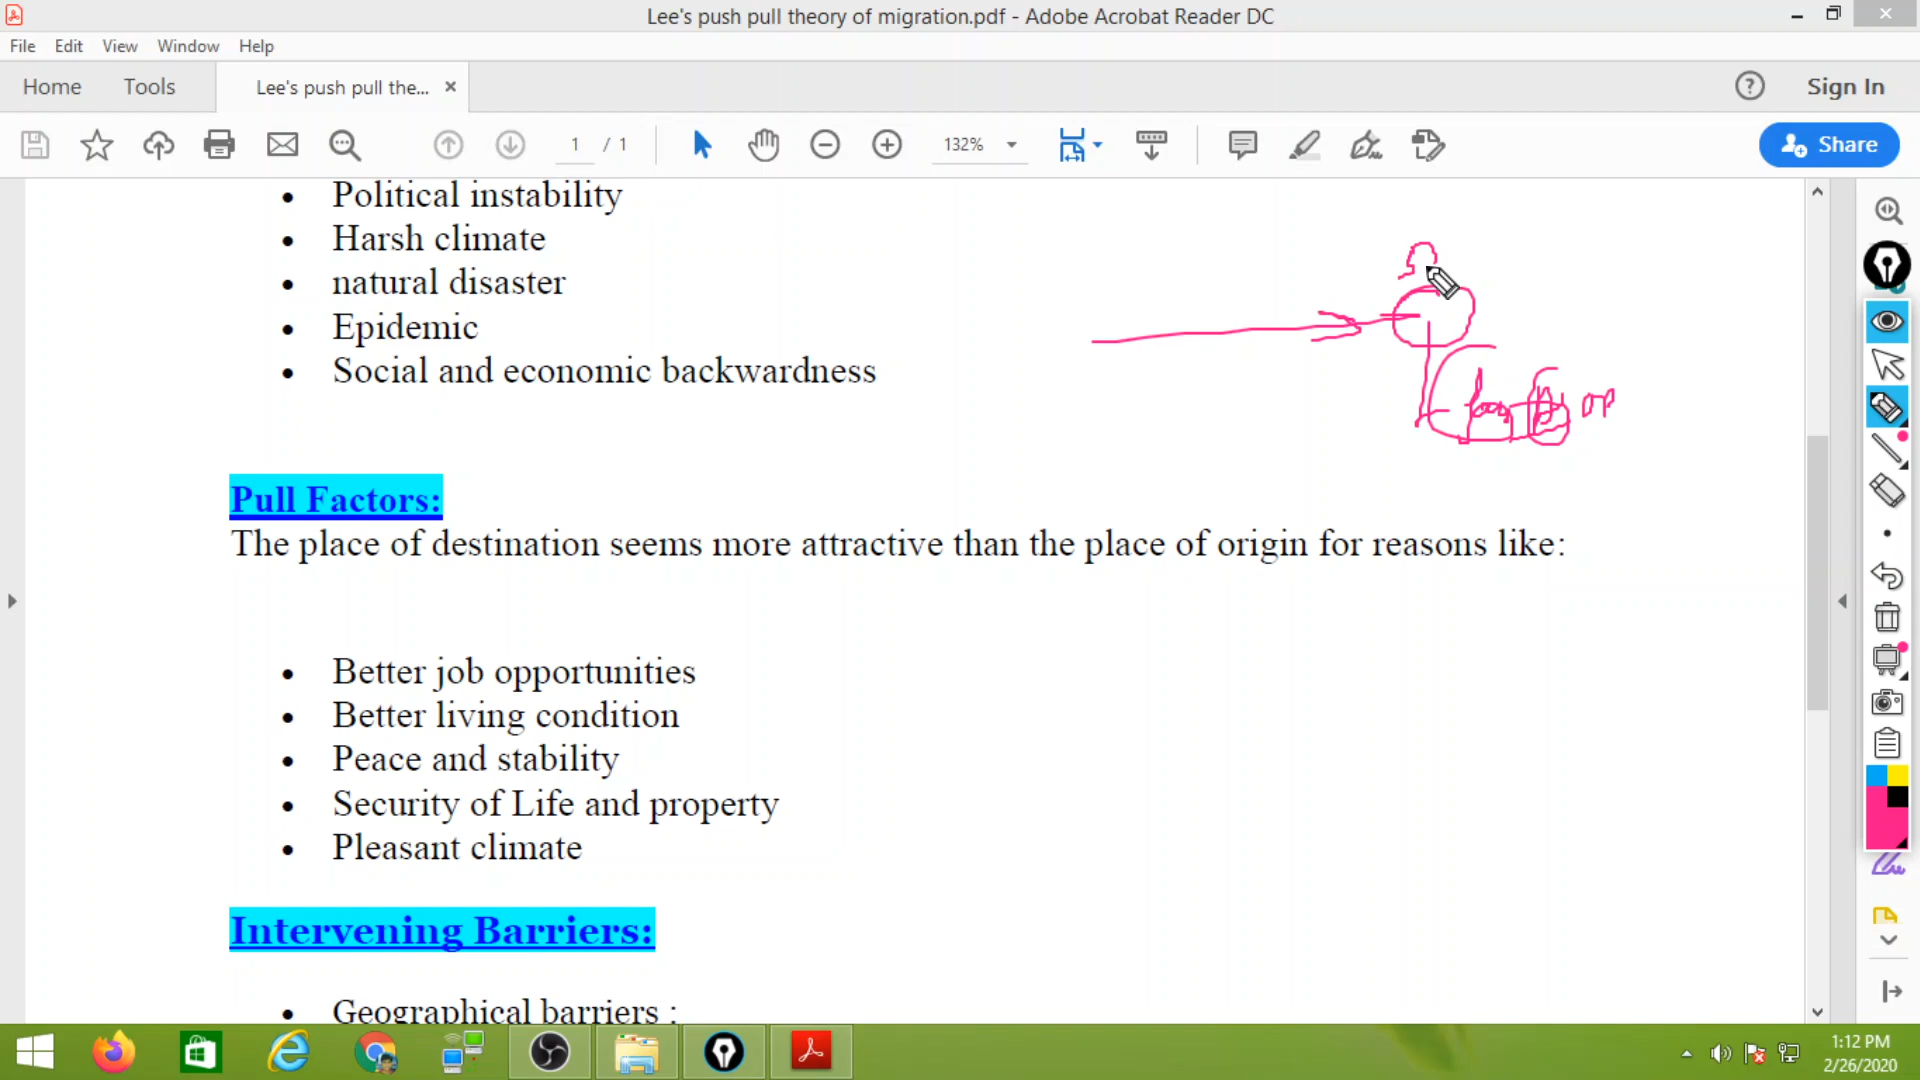 Lee's push pull theory of migration.pdf - Adobe Acrobat Reader DC
File Edit View Window Help
Home Tools Lee's push pull the... × Sign In
1 / 1 132% Share
• Political instability
• Harsh climate
• natural disaster
• Epidemic
• Social and economic backwardness
Pull Factors:
The place of destination seems more attractive than the place of origin for reasons like:
• Better job opportunities
• Better living condition
• Peace and stability
• Security of Life and property
• Pleasant climate
Intervening Barriers:
• Geographical barriers :
1:12 PM
2/26/2020